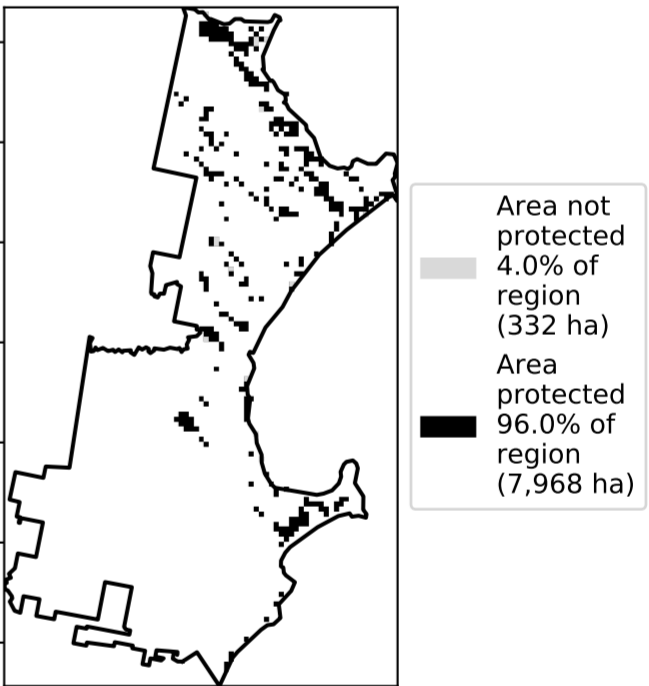 Area not
protected
4.0% of
region
(332 ha)
Area
protected
96.0% of
region
(7,968 ha)